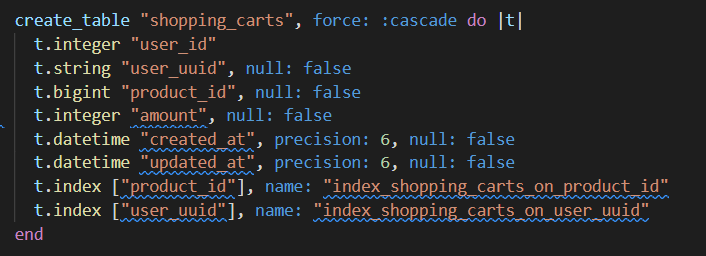 create_table "shopping_carts", force: :cascade do |t|
t.integer "user_id"
t.string "user_uuid", null: false
t.bigint "product_id", null: false
t.integer "amount", null: false
t.datetime "created_at", precision: 6, null: false
t.datetime "updated_at", precision: 6, null: false
t.index ["product_id"], name: "index_shopping_carts_on_product_id"
t.index ["user_uuid"], name: "index_shopping_carts_on_user_uuid"
end